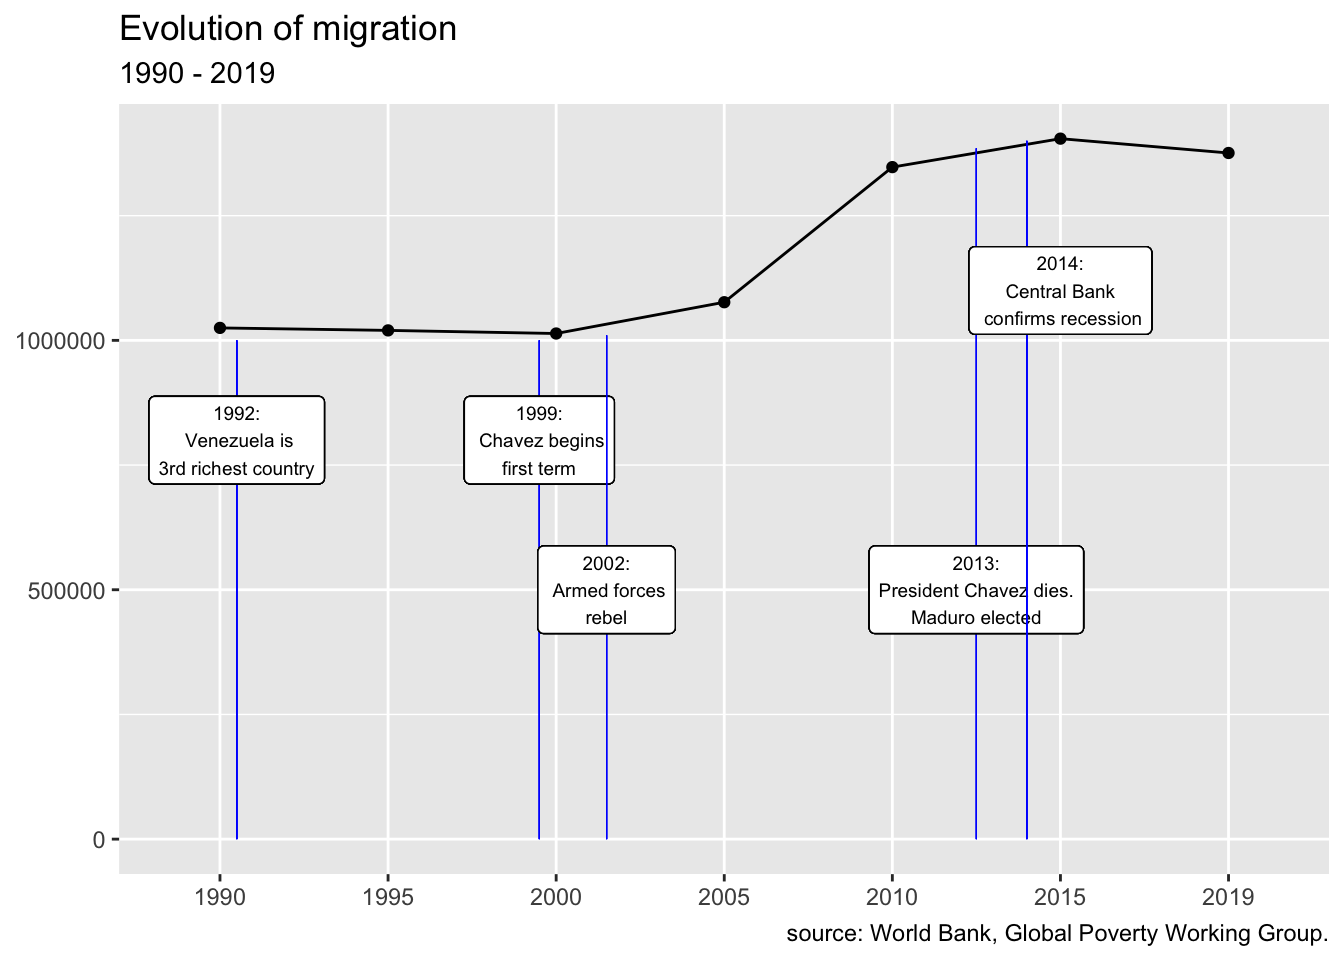 Evolution of migration
1990 - 2019
1000000
500000
0
1992:
Venezuela is
3rd richest country
1999:
Chavez begins
first term
2002:
Armed forces
rebel
2013:
President Chavez dies.
Maduro elected
2014:
Central Bank
confirms recession
1990 1995 2000 2005 2010 2015 2019
source: World Bank, Global Poverty Working Group.